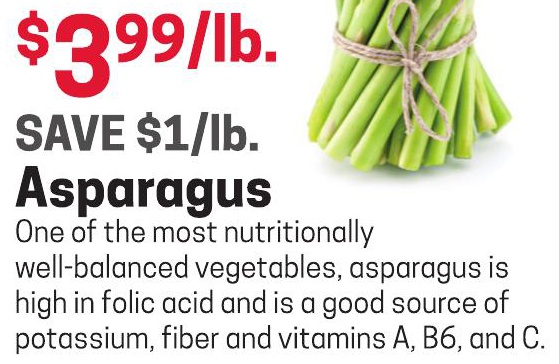 $3.99/lb.
SAVE $1/lb.
Asparagus
One of the most nutritionally
well-balanced vegetables, asparagus is
high in folic acid and is a good source of
potassium, fiber and vitamins A, B6, and C.